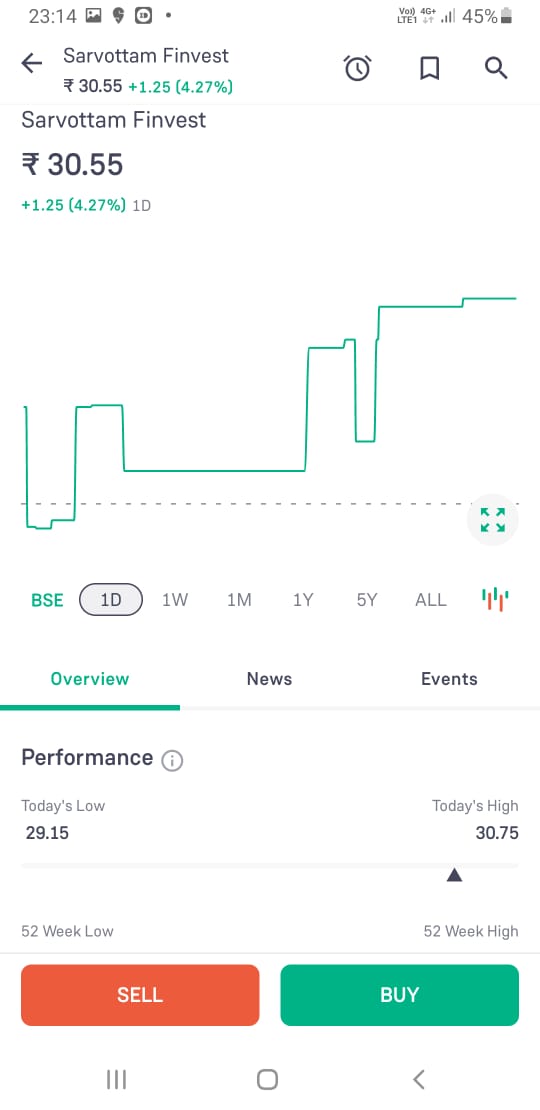 23:14
Vo)) 4G+
LTE1 45%
Sarvottam Finvest
₹ 30.55 +1.25 (4.27%)
Sarvottam Finvest
₹ 30.55
+1.25 (4.27%) 1D
BSE 1D 1W 1M 1Y 5Y ALL
Overview News Events
Performance
Today's Low Today's High
29.15 30.75
52 Week Low 52 Week High
SELL BUY